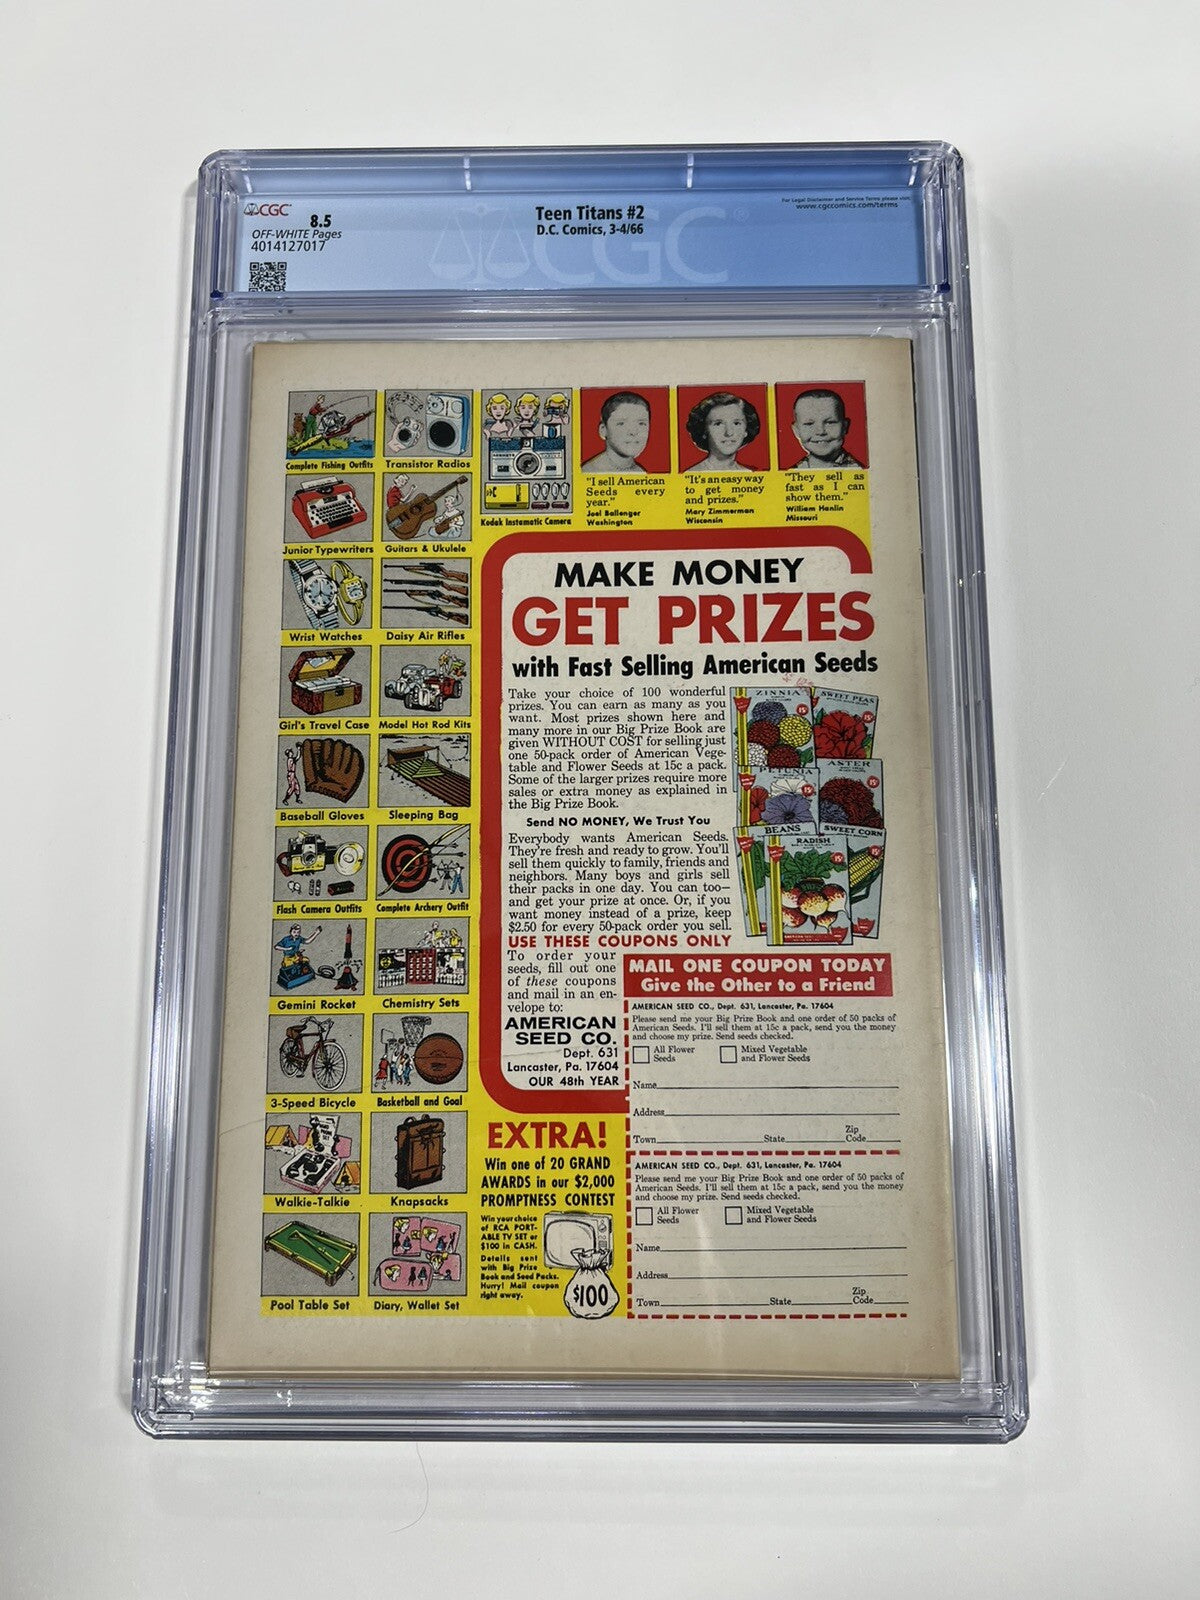 CGC
8.5
OFF-WHITE Pages
4014127017
Teen Titans #2
D.C. Comics, 3-4/66
For Legal Disclaimer and Service Terms please visit:
www.cgccomics.com/terms
CGC
Complete Fishing Outfits
Transistor Radios
Kodak Instamatic Camera
"I sell American
Seeds every
year."
Joel Ballenger
Washington
"It's an easy way
to get money
and prizes."
Mary Zimmerman
Wisconsin
"They sell as
fast as I can
show them."
William Hanlin
Missouri
Junior Typewriters
Guitars & Ukulele
Wrist Watches
Daisy Air Rifles
Girl's Travel Case
Model Hot Rod Kits
Baseball Gloves
Sleeping Bag
Flash Camera Outfits
Complete Archery Outfit
Gemini Rocket
Chemistry Sets
3-Speed Bicycle
Basketball and Goal
Walkie-Talkie
Knapsacks
Pool Table Set
Diary, Wallet Set
MAKE MONEY
GET PRIZES
with Fast Selling American Seeds
Take your choice of 100 wonderful
prizes. You can earn as many as you
want. Most prizes shown here and
many more in our Big Prize Book are
given WITHOUT COST for selling just
one 50-pack order of American Vege-
table and Flower Seeds at 15c a pack.
Some of the larger prizes require more
sales or extra money as explained in
the Big Prize Book.
Send NO MONEY, We Trust You
Everybody wants American Seeds.
They're fresh and ready to grow. You'll
sell them quickly to family, friends and
neighbors. Many boys and girls sell
their packs in one day. You can too—
and get your prize at once. Or, if you
want money instead of a prize, keep
$2.50 for every 50-pack order you sell.
USE THESE COUPONS ONLY
To order your
seeds, fill out one
of these coupons
and mail in an en-
velope to:
AMERICAN
SEED CO.
Dept. 631
Lancaster, Pa. 17604
OUR 48th YEAR
ZINNIA
SWEET PEAS
15¢
PETUNIA
ASTER
15¢
15¢
BEANS
SWEET CORN
RADISH
15¢
15¢
MAIL ONE COUPON TODAY
Give the Other to a Friend
AMERICAN SEED CO., Dept. 631, Lancaster, Pa. 17604
Please send me your Big Prize Book and one order of 50 packs of
American Seeds. I'll sell them at 15c a pack, send you the money
and choose my prize. Send seeds checked.
All Flower
Seeds
Mixed Vegetable
and Flower Seeds
Name
Address
Town State Zip
Code
AMERICAN SEED CO., Dept. 631, Lancaster, Pa. 17604
Please send me your Big Prize Book and one order of 50 packs of
American Seeds. I'll sell them at 15c a pack, send you the money
and choose my prize. Send seeds checked.
All Flower
Seeds
Mixed Vegetable
and Flower Seeds
Name
Address
Town State Zip
Code
EXTRA!
Win one of 20 GRAND
AWARDS in our $2,000
PROMPTNESS CONTEST
Win your choice
of RCA PORT-
ABLE TV SET or
$100 in CASH.
Details sent
with Big Prize
Book and Seed Packs.
Hurry! Mail coupon
right away.
$100